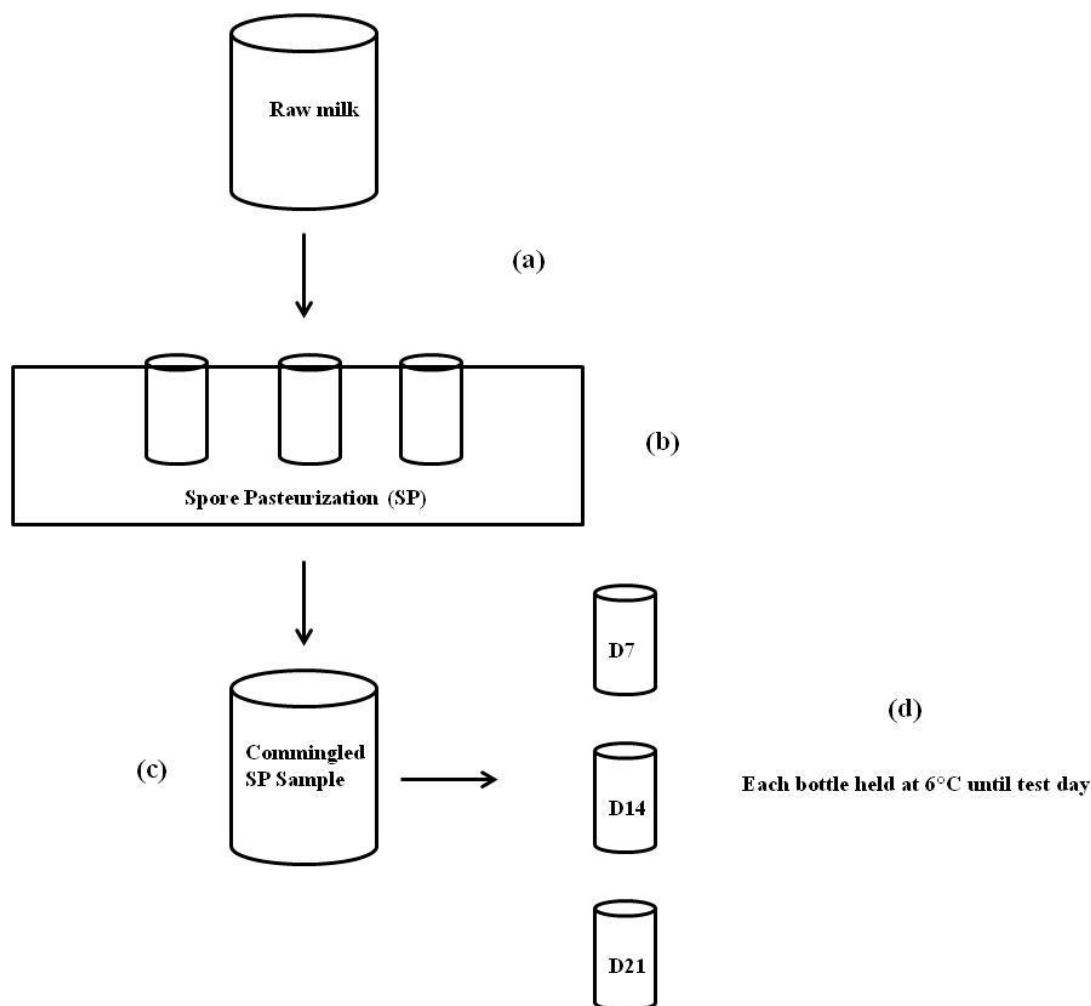 Raw milk
(a)
(b)
Spore Pasteurization (SP)
D7
(d)
Commingled
SP Sample
(c)
Each bottle held at 6°C until test day
D14
D21